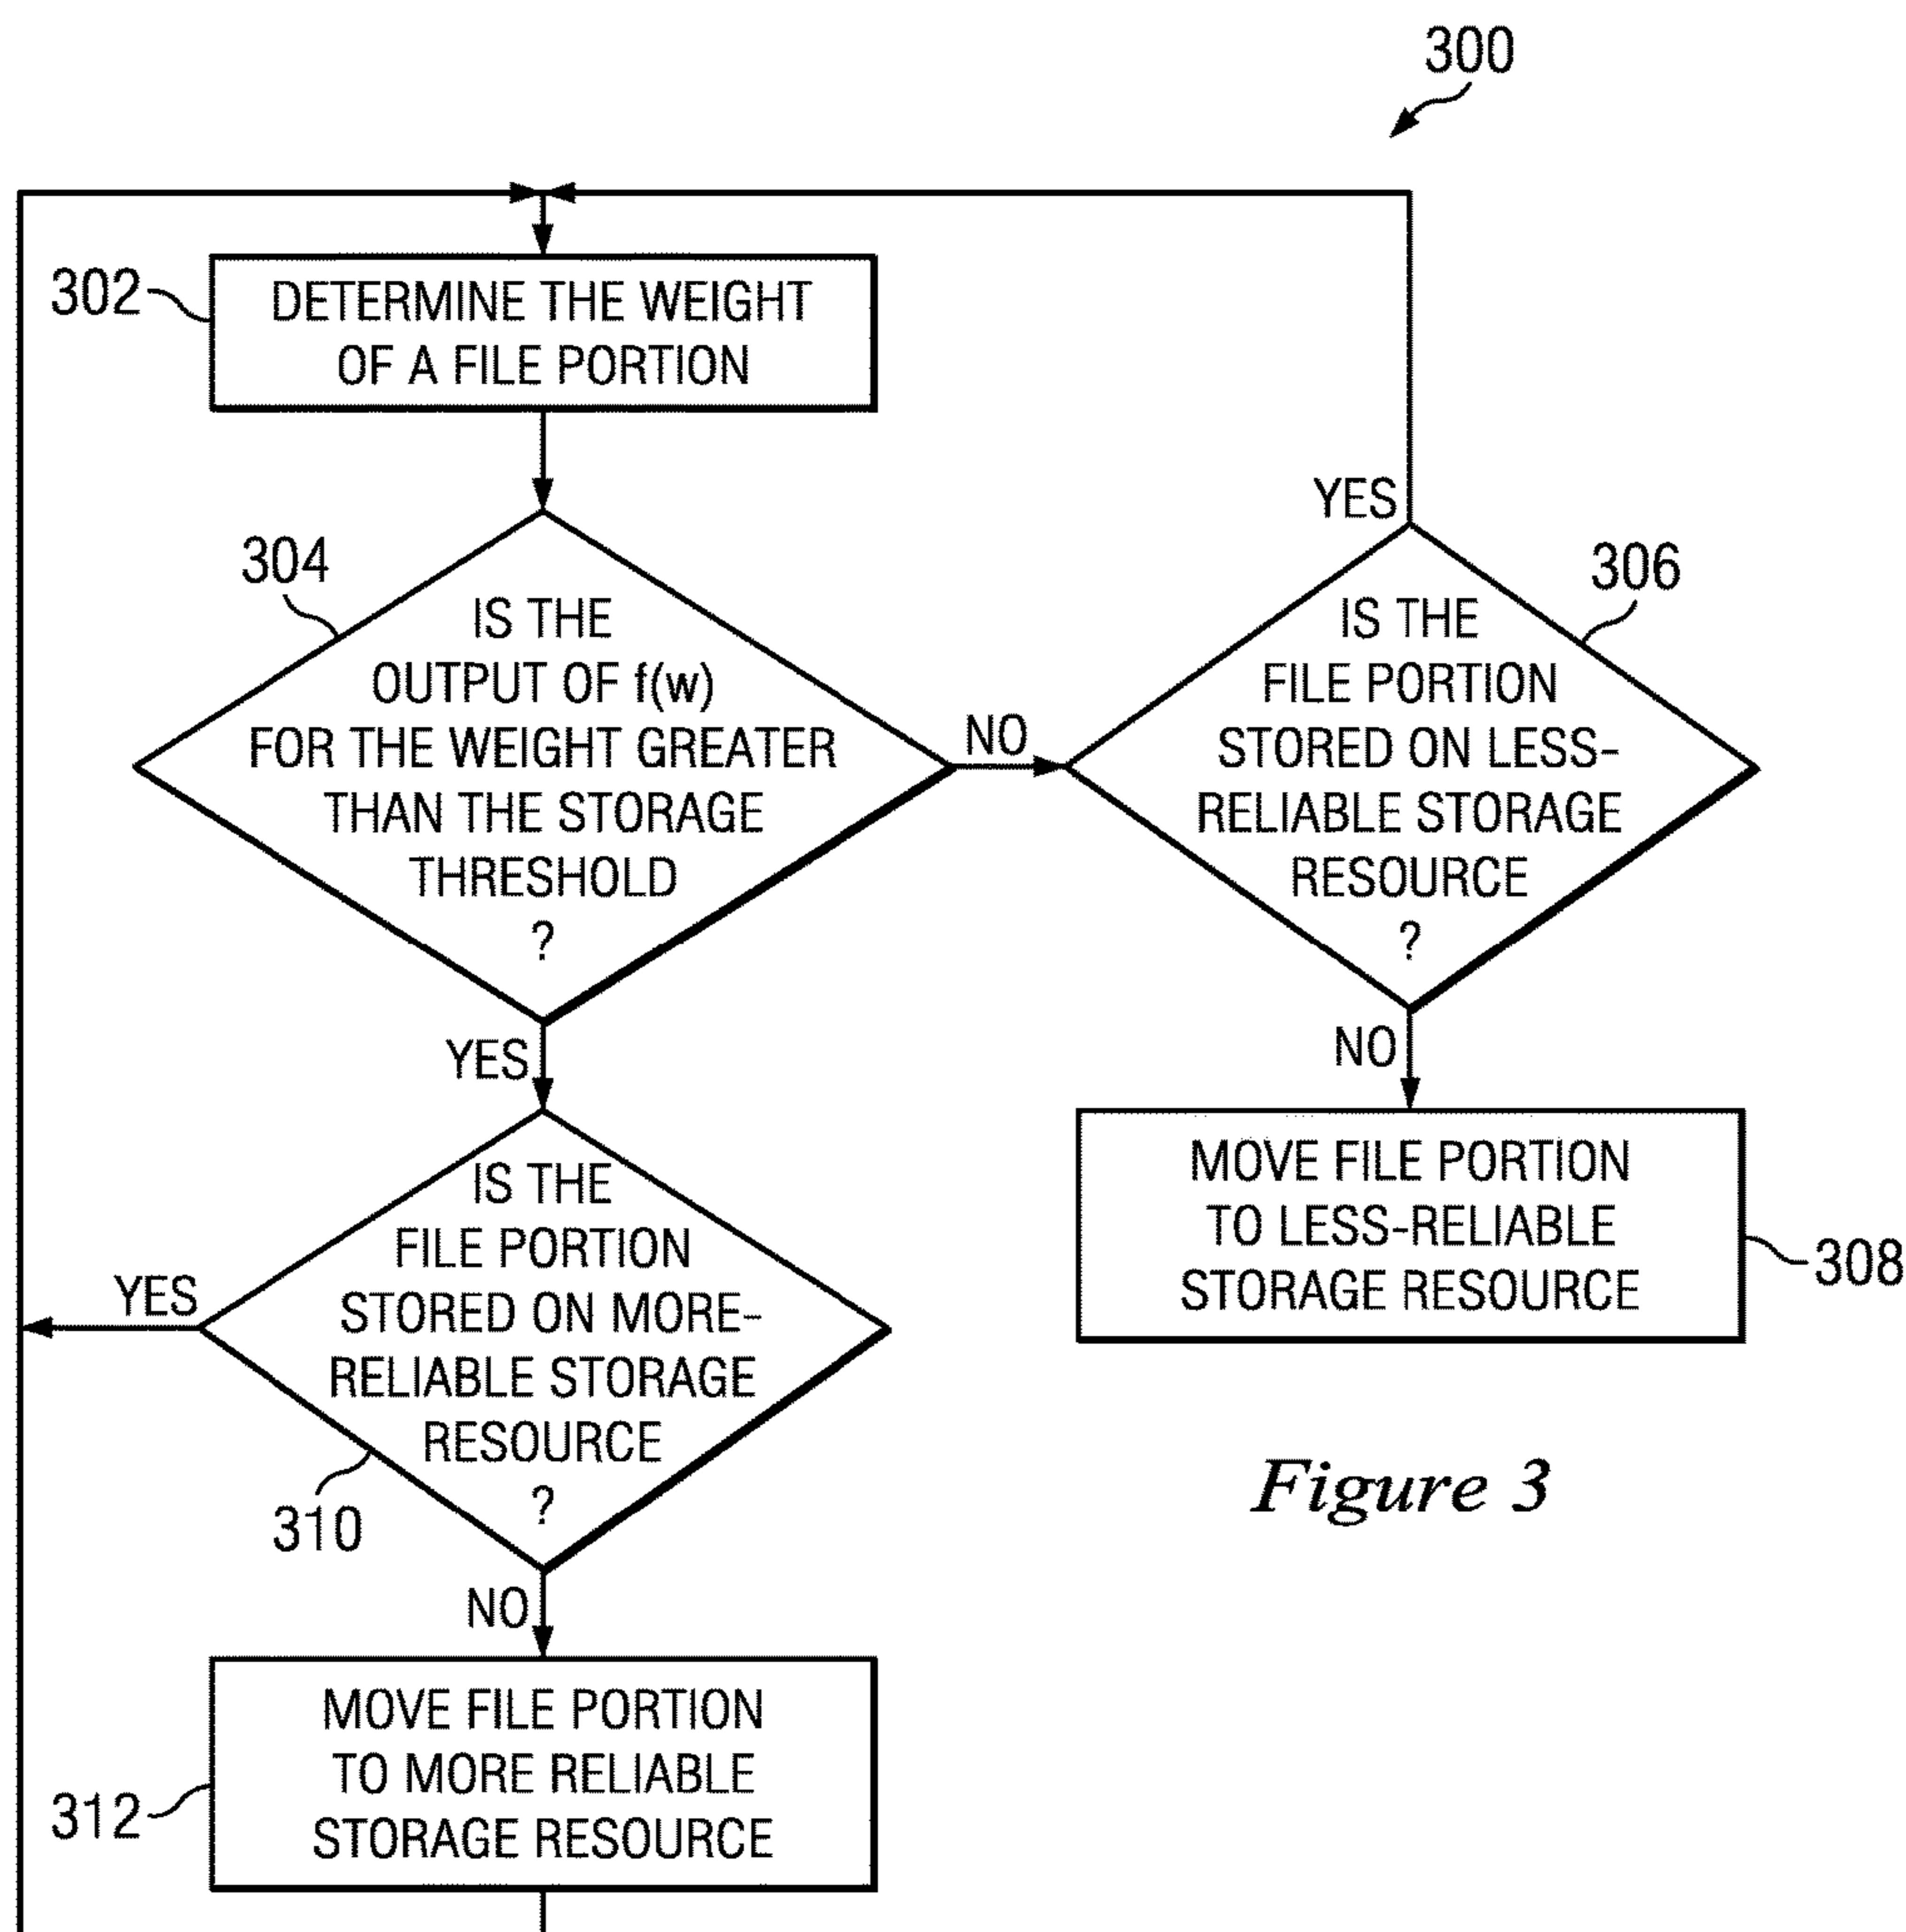 300
302
DETERMINE THE WEIGHT
OF A FILE PORTION
304
IS THE
OUTPUT OF f(w)
FOR THE WEIGHT GREATER
THAN THE STORAGE
THRESHOLD
?
NO
YES
306
IS THE
FILE PORTION
STORED ON LESS-
RELIABLE STORAGE
RESOURCE
?
YES
NO
MOVE FILE PORTION
TO LESS-RELIABLE
STORAGE RESOURCE
308
IS THE
FILE PORTION
STORED ON MORE-
RELIABLE STORAGE
RESOURCE
?
310
YES
NO
312
MOVE FILE PORTION
TO MORE RELIABLE
STORAGE RESOURCE
Figure 3